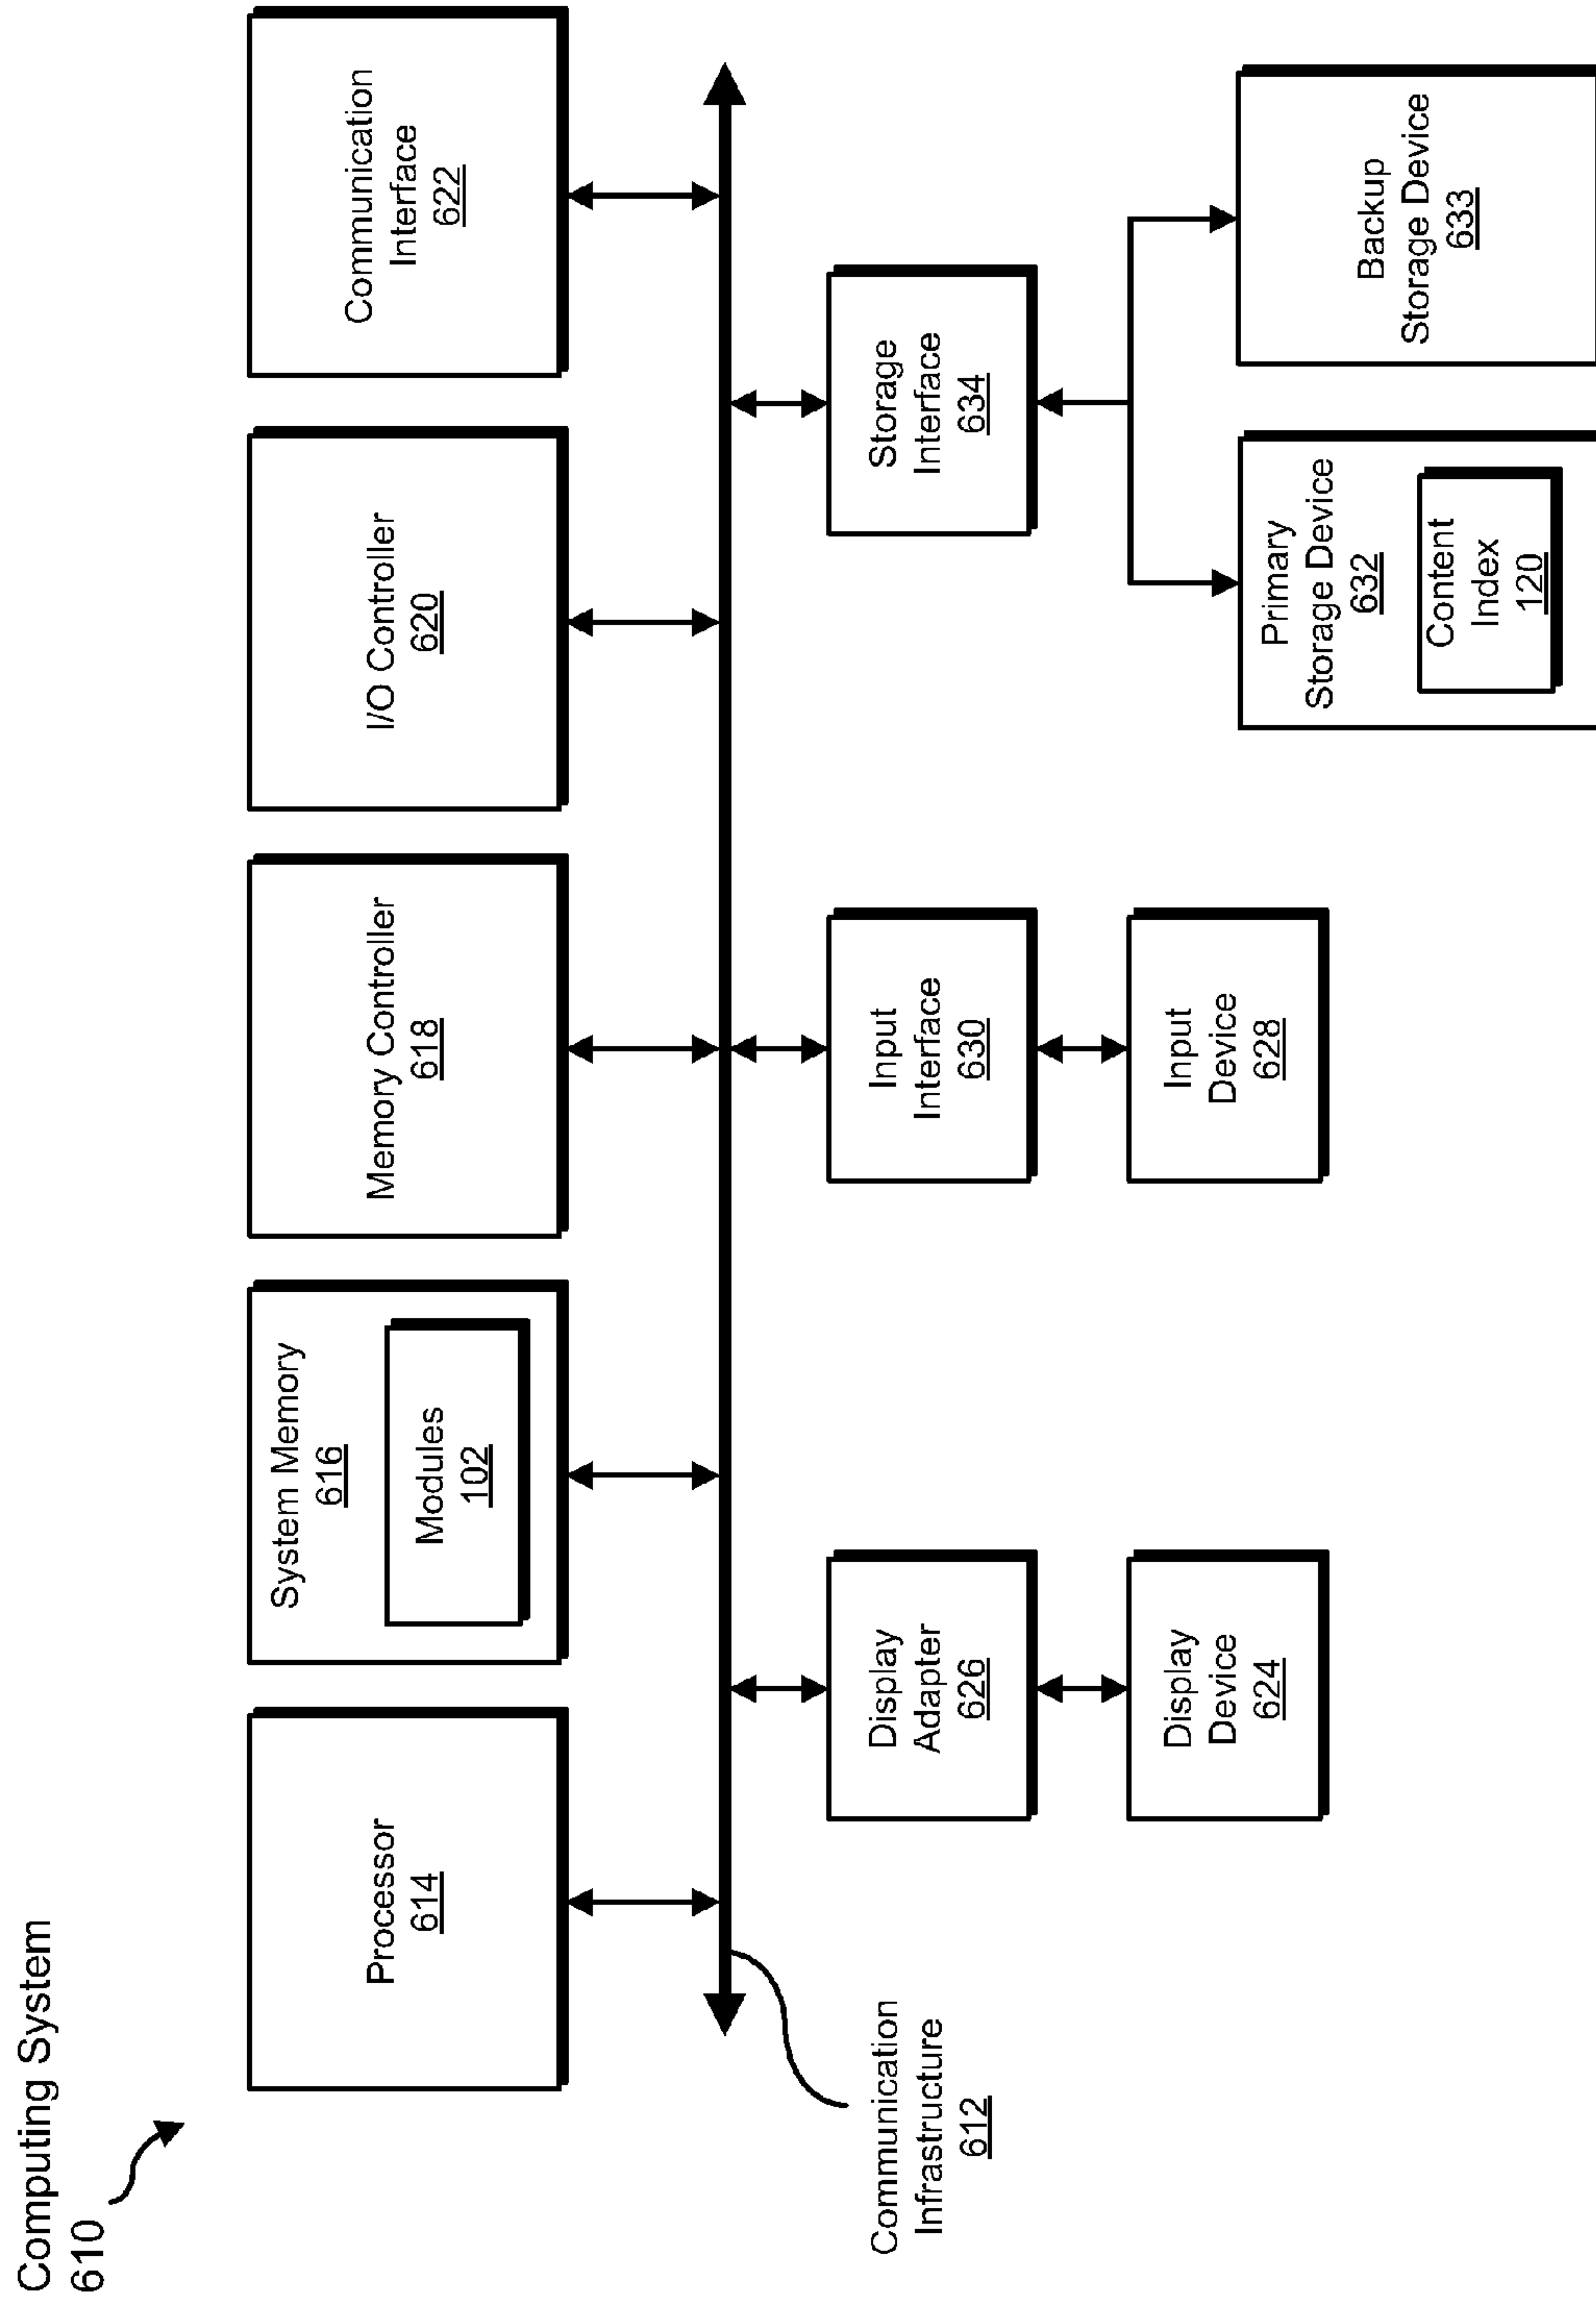 Computing System
610
Processor
614
System Memory
616
Modules
102
Memory Controller
618
I/O Controller
620
Communication
Interface
622
Communication
Infrastructure
612
Display
Adapter
626
Input
Interface
630
Storage
Interface
634
Display
Device
624
Input
Device
628
Primary
Storage Device
632
Content
Index
120
Backup
Storage Device
633